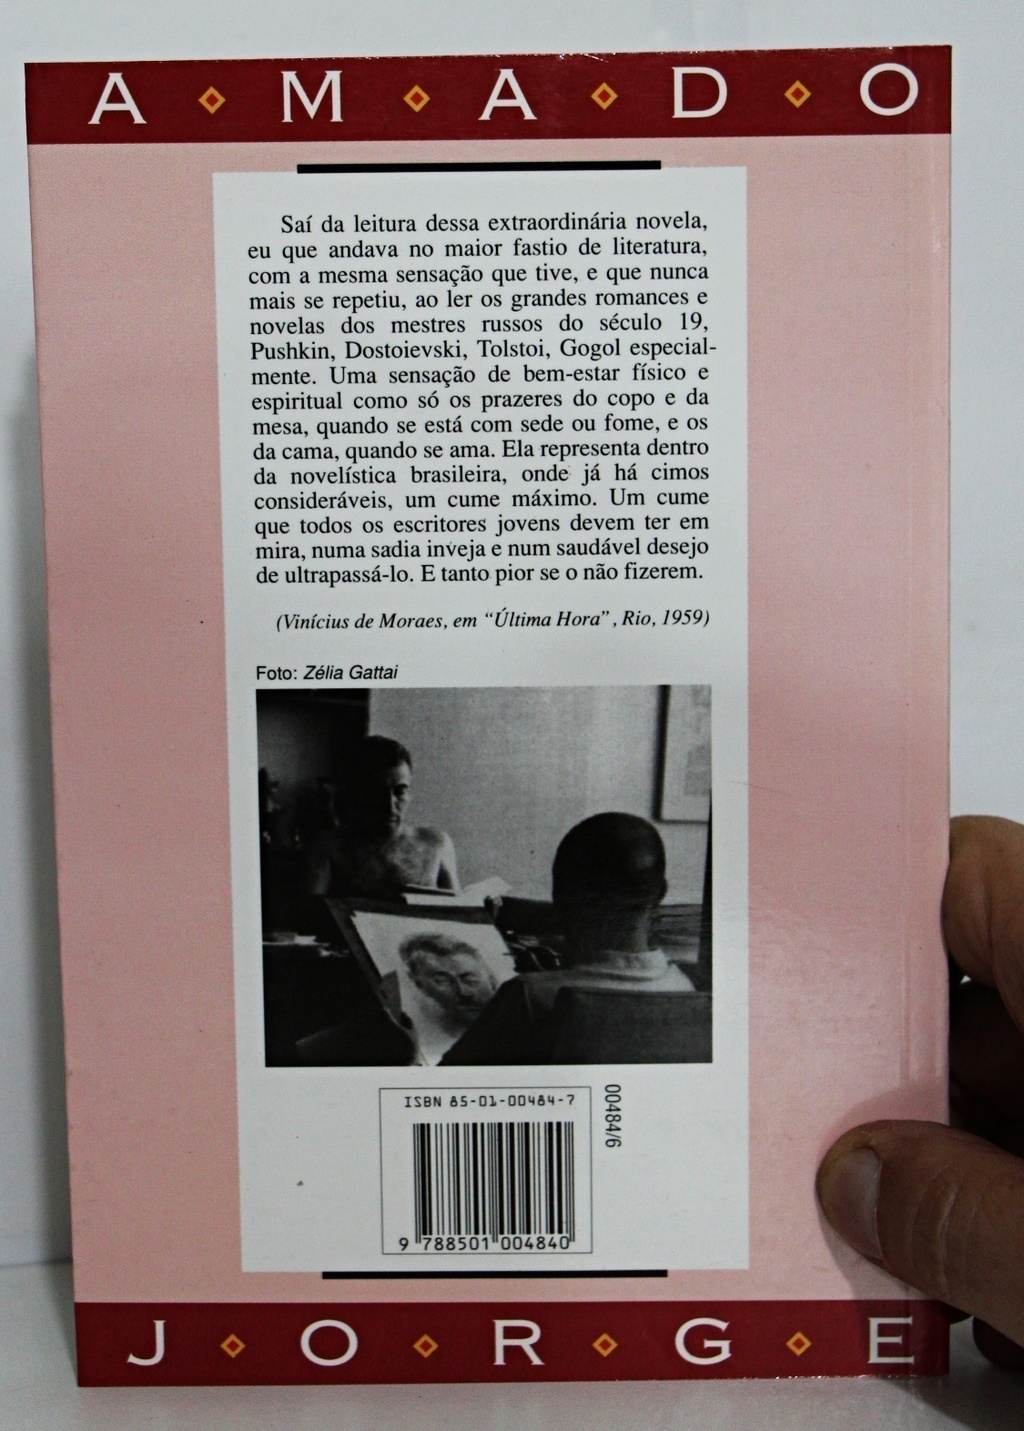 A M A D O
Saí da leitura dessa extraordinária novela,
eu que andava no maior fastio de literatura,
com a mesma sensação que tive, e que nunca
mais se repetiu, ao ler os grandes romances e
novelas dos mestres russos do século 19,
Pushkin, Dostoievski, Tolstoi, Gogol especial-
mente. Uma sensação de bem-estar físico e
espiritual como só os prazeres do copo e da
mesa, quando se está com sede ou fome, e os
da cama, quando se ama. Ela representa dentro
da novelística brasileira, onde já há cimos
consideráveis, um cume máximo. Um cume
que todos os escritores jovens devem ter em
mira, numa sadia inveja e num saudável desejo
de ultrapassá-lo. E tanto pior se o não fizerem.
(Vinícius de Moraes, em “Última Hora”, Rio, 1959)
Foto: Zélia Gattai
ISBN 85-01-00484-7
00484/6
9 788501 004840
J O R G E